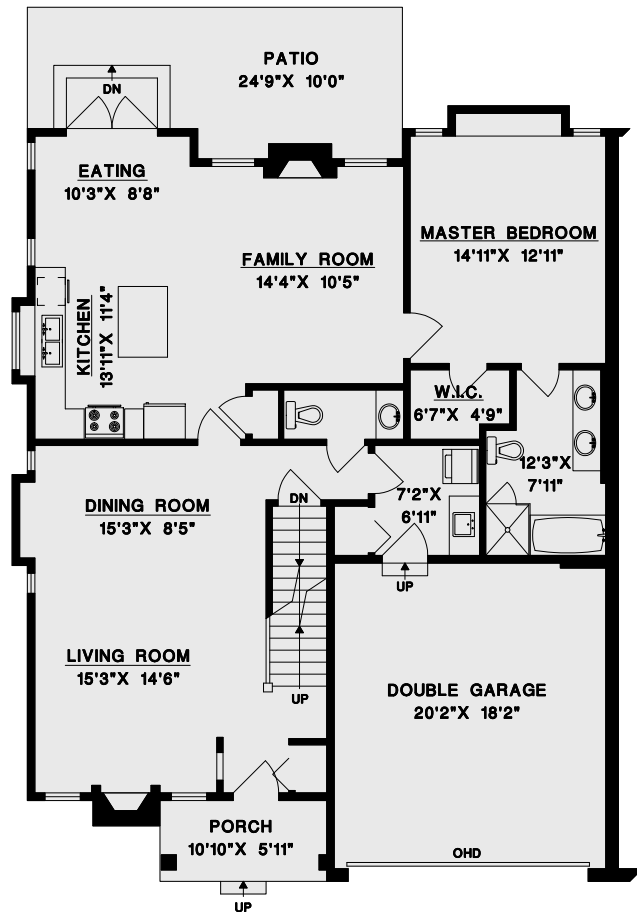 PATIO
24'9"X 10'0"
DN
EATING
10'3"X 8'8"
MASTER BEDROOM
14'11"X 12'11"
FAMILY ROOM
14'4"X 10'5"
KITCHEN
13'11"X 11'4"
W.I.C.
6'7"X 4'9"
12'3"X
7'11"
7'2"X
6'11"
DN
DINING ROOM
15'3"X 8'5"
UP
LIVING ROOM
15'3"X 14'6"
UP
DOUBLE GARAGE
20'2"X 18'2"
PORCH
10'10"X 5'11"
OHD
UP